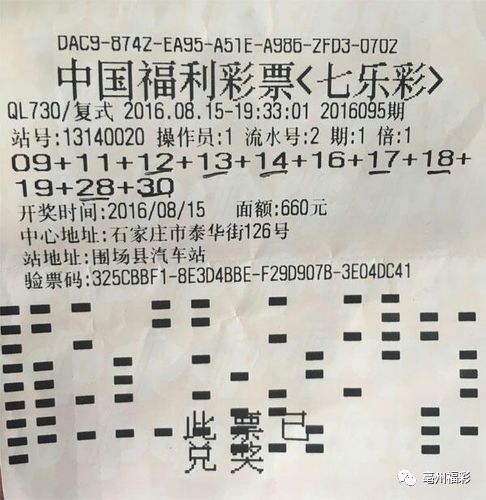 DAC9-8742-EA95-A51E-A986-2FD3-0702
中国福利彩票<七乐彩>
QL730/复式 2016.08.15-19:33:01 2016095期
站号:13140020 操作员:1 流水号:2 期:1 倍:1
09+11+12+13+14+16+17+18+
19+28+30
开奖时间:2016/08/15 面额:660元
中心地址:石家庄市泰华街126号
站地址:围场县汽车站
验票码:325CBBF1-8E3D4BBE-F29D907B-3E04DC41
此票已
兑奖
亳州福彩